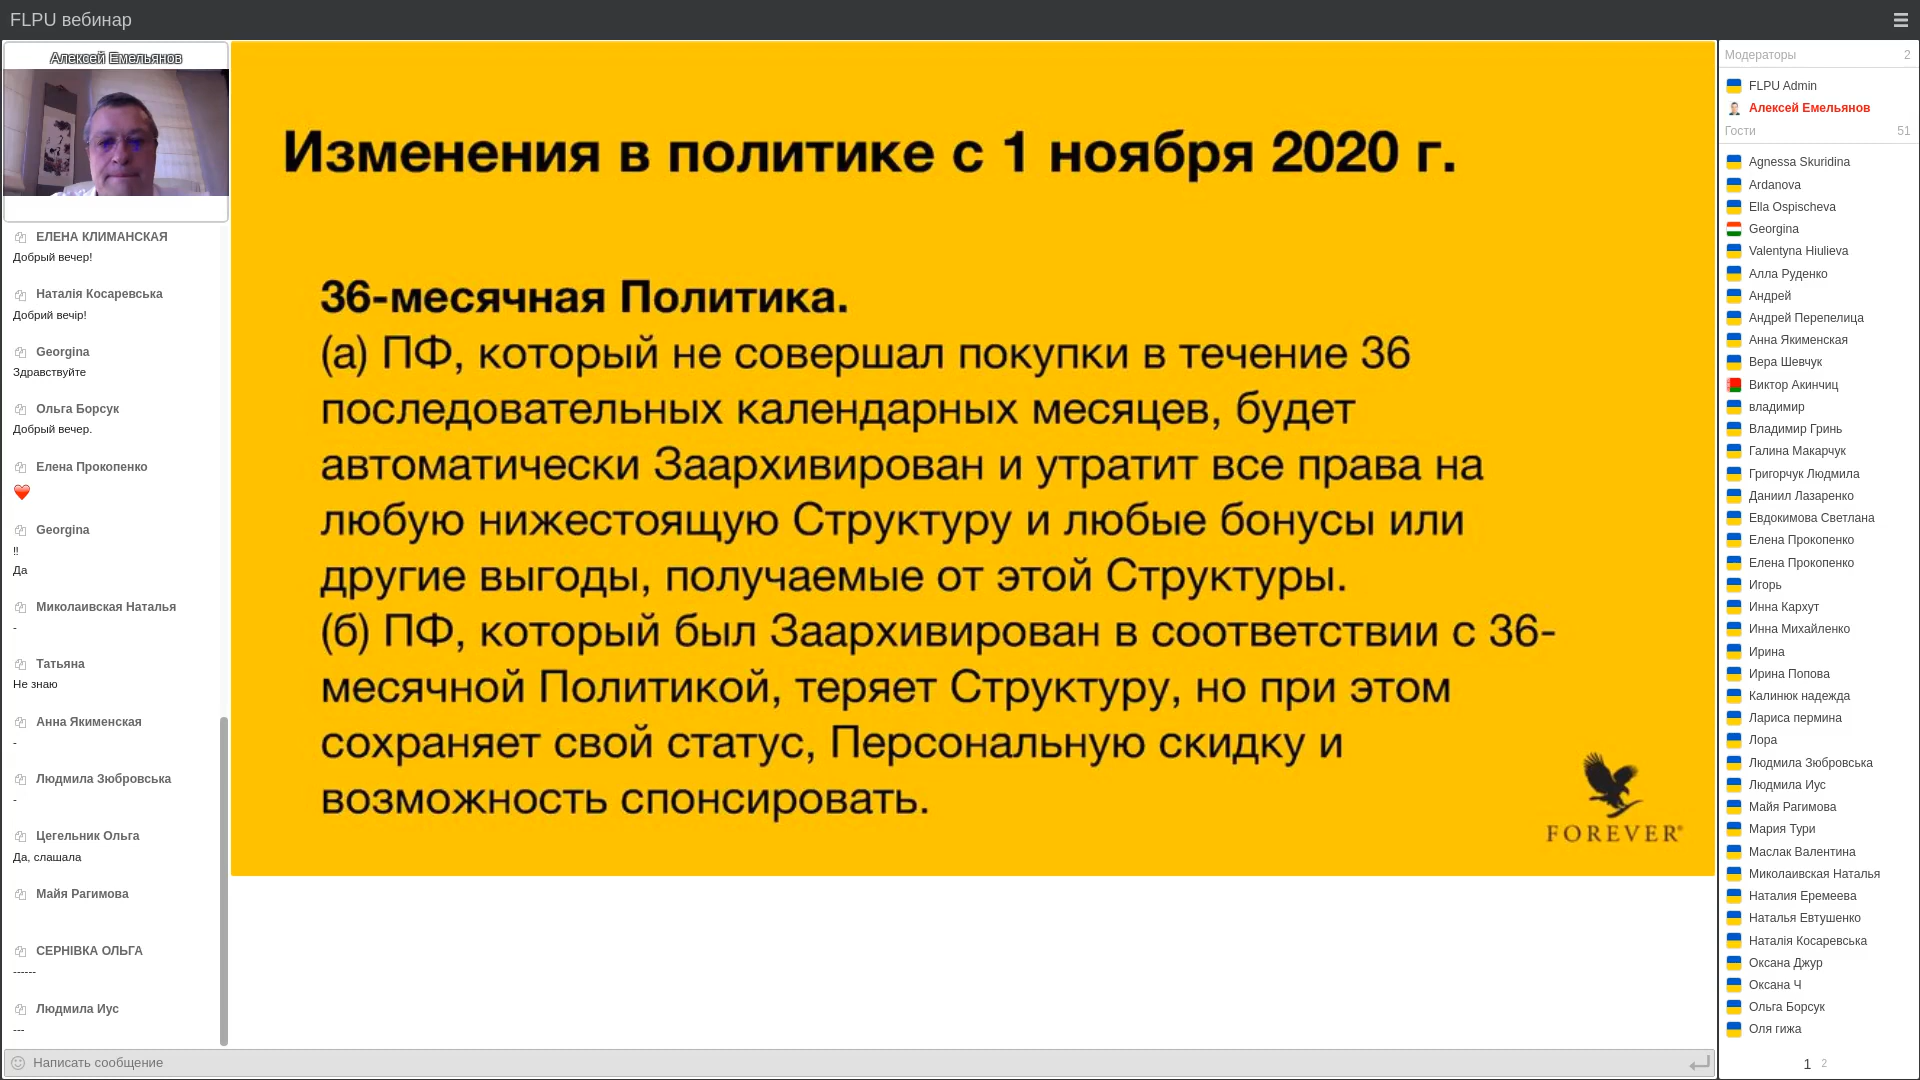 FLPU вебинар
Алексей Емельянов
ЕЛЕНА КЛИМАНСКАЯ
Добрый вечер!
Наталія Косаревська
Добрий вечір!
Georgina
Здравствуйте
Ольга Борсук
Добрый вечер.
Елена Прокопенко
Georgina
!!
Да
Миколаивская Наталья
-
Татьяна
Не знаю
Анна Якименская
-
Людмила Зюбровська
-
Цегельник Ольга
Да, слашала
Майя Рагимова
СЕРНІВКА ОЛЬГА
------
Людмила Иус
---
Изменения в политике с 1 ноября 2020 г.
36-месячная Политика.
(а) ПФ, который не совершал покупки в течение 36
последовательных календарных месяцев, будет
автоматически Заархивирован и утратит все права на
любую нижестоящую Структуру и любые бонусы или
другие выгоды, получаемые от этой Структуры.
(б) ПФ, который был Заархивирован в соответствии с 36-
месячной Политикой, теряет Структуру, но при этом
сохраняет свой статус, Персональную скидку и
возможность спонсировать.
FOREVER®
Написать сообщение
Модераторы 2
FLPU Admin
Алексей Емельянов
Гости 51
Agnessa Skuridina
Ardanova
Ella Ospischeva
Georgina
Valentyna Hiulieva
Алла Руденко
Андрей
Андрей Перепелица
Анна Якименская
Вера Шевчук
Виктор Акинчиц
владимир
Владимир Гринь
Галина Макарчук
Григорчук Людмила
Даниил Лазаренко
Евдокимова Светлана
Елена Прокопенко
Елена Прокопенко
Игорь
Инна Кархут
Инна Михайленко
Ирина
Ирина Попова
Калинюк надежда
Лариса пермина
Лора
Людмила Зюбровська
Людмила Иус
Майя Рагимова
Мария Тури
Маслак Валентина
Миколаивская Наталья
Наталия Еремеева
Наталья Евтушенко
Наталія Косаревська
Оксана Джур
Оксана Ч
Ольга Борсук
Оля гижа
1 2